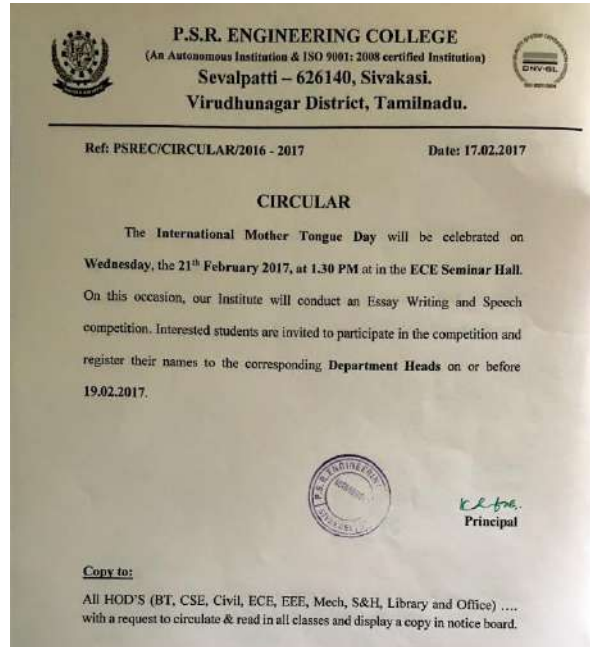 P.S.R. ENGINEERING COLLEGE
(An Autonomous Institution & ISO 9001: 2008 certified Institution)
Sevalpatti – 626140, Sivakasi.
Virudhunagar District, Tamilnadu.
DNV·GL
Ref: PSREC/CIRCULAR/2016 - 2017 Date: 17.02.2017
CIRCULAR
The International Mother Tongue Day will be celebrated on
Wednesday, the 21th February 2017, at 1.30 PM at in the ECE Seminar Hall.
On this occasion, our Institute will conduct an Essay Writing and Speech
competition. Interested students are invited to participate in the competition and
register their names to the corresponding Department Heads on or before
19.02.2017.
P.S.R. ENGINEERING
Principal
Copy to:
All HOD'S (BT, CSE, Civil, ECE, EEE, Mech, S&H, Library and Office) ....
with a request to circulate & read in all classes and display a copy in notice board.